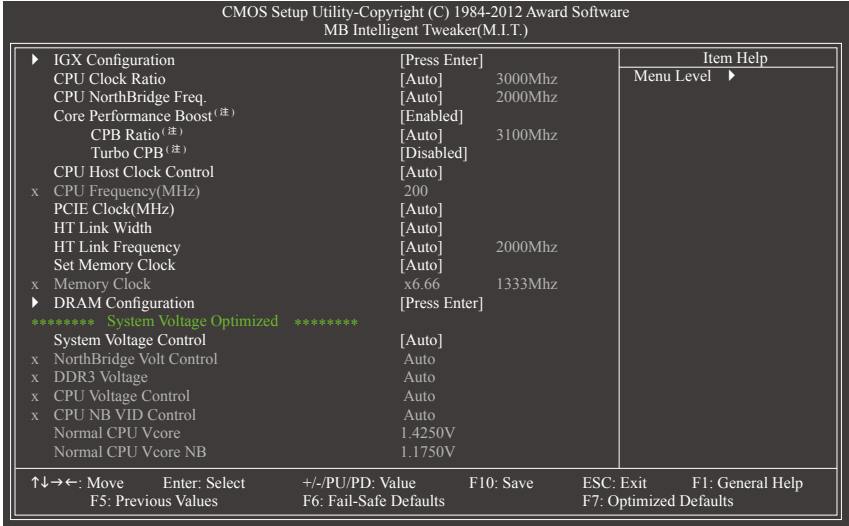 CMOS Setup Utility-Copyright (C) 1984-2012 Award Software
MB Intelligent Tweaker(M.I.T.)
▶ IGX Configuration [Press Enter]
CPU Clock Ratio [Auto] 3000Mhz
CPU NorthBridge Freq. [Auto] 2000Mhz
Core Performance Boost(注) [Enabled]
CPB Ratio(注) [Auto] 3100Mhz
Turbo CPB(注) [Disabled]
CPU Host Clock Control [Auto]
x CPU Frequency(MHz) 200
PCIE Clock(MHz) [Auto]
HT Link Width [Auto]
HT Link Frequency [Auto] 2000Mhz
Set Memory Clock [Auto]
x Memory Clock x6.66 1333Mhz
▶ DRAM Configuration [Press Enter]
******** System Voltage Optimized ********
System Voltage Control [Auto]
x NorthBridge Volt Control Auto
x DDR3 Voltage Auto
x CPU Voltage Control Auto
x CPU NB VID Control Auto
Normal CPU Vcore 1.4250V
Normal CPU Vcore NB 1.1750V
Item Help
Menu Level ▶
↑↓→←: Move Enter: Select +/-/PU/PD: Value F10: Save ESC: Exit F1: General Help
F5: Previous Values F6: Fail-Safe Defaults F7: Optimized Defaults